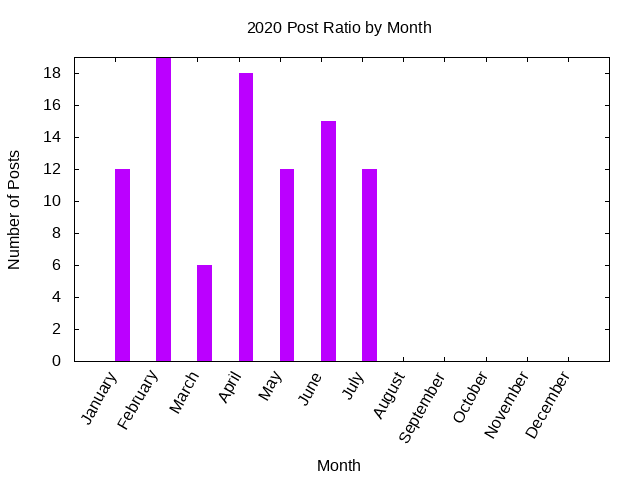 2020 Post Ratio by Month
Number of Posts
18
16
14
12
10
8
6
4
2
0
January
February
March
April
May
June
July
August
September
October
November
December
Month